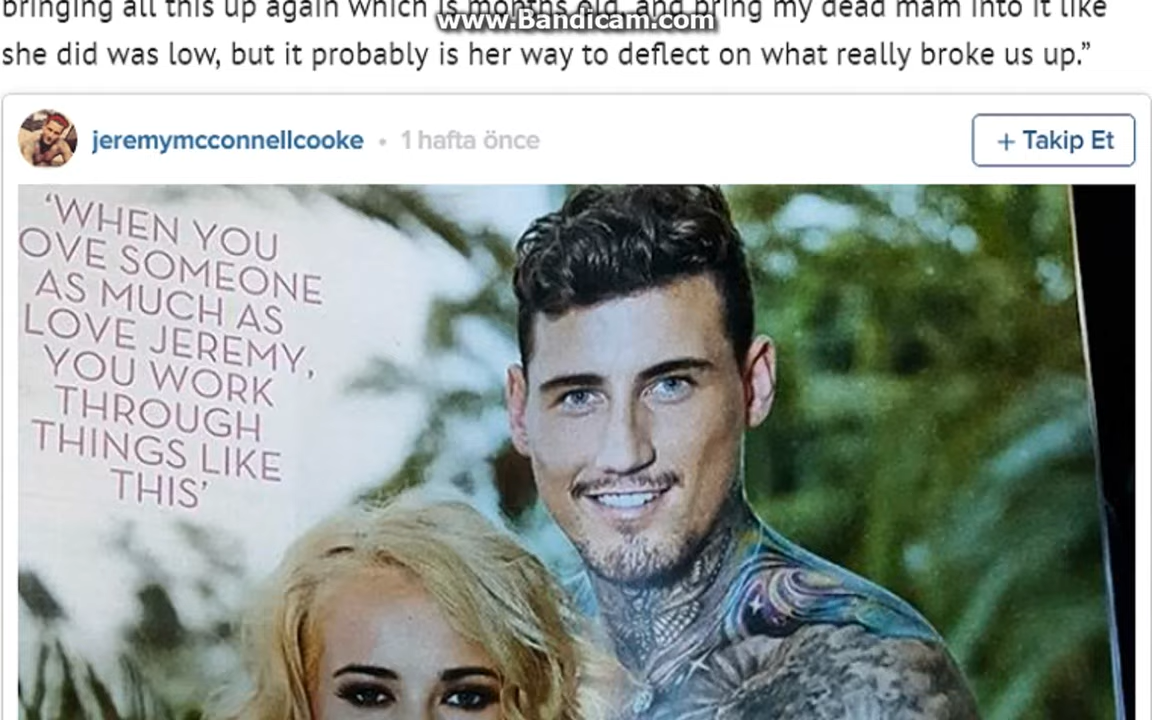 bringing all this up again which is months old, and bring my dead mam into it like
www.Bandicam.com
she did was low, but it probably is her way to deflect on what really broke us up.”
jeremymcconnellcooke • 1 hafta önce
+ Takip Et
‘WHEN YOU
OVE SOMEONE
AS MUCH AS
LOVE JEREMY,
YOU WORK
THROUGH
THINGS LIKE
THIS’